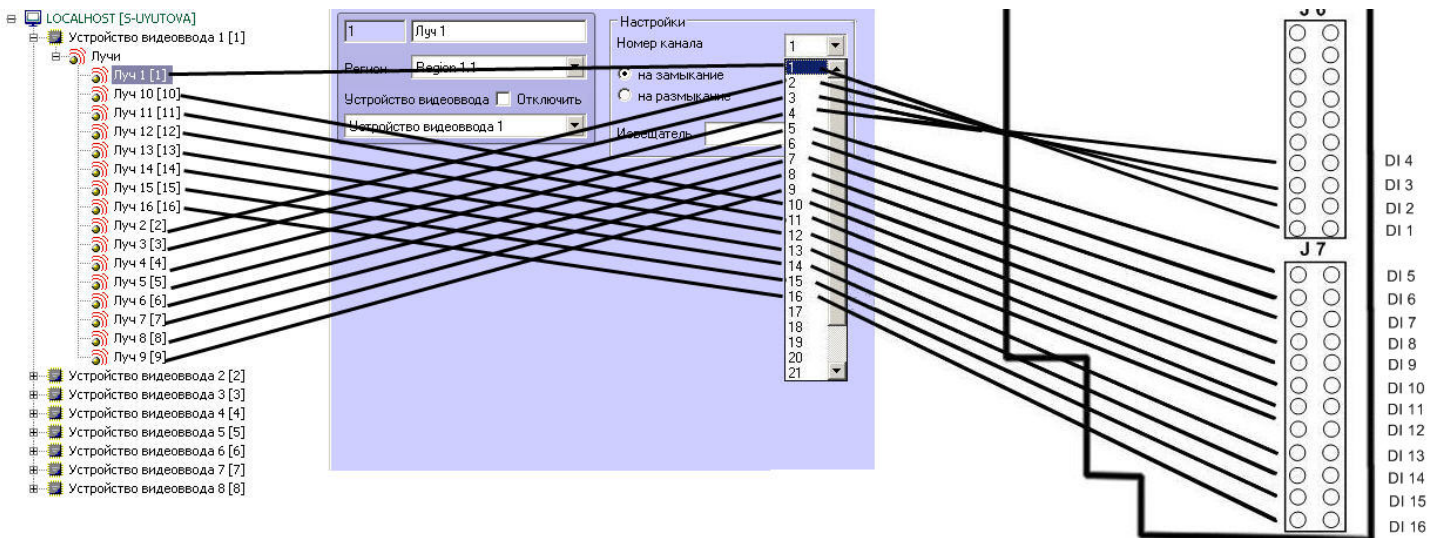 LOCALHOST [S-UYUTOVA]
Устройство видеоввода 1 [1]
Лучи
Луч 1 [1]
Луч 10 [10]
Луч 11 [11]
Луч 12 [12]
Луч 13 [13]
Луч 14 [14]
Луч 15 [15]
Луч 16 [16]
Луч 2 [2]
Луч 3 [3]
Луч 4 [4]
Луч 5 [5]
Луч 6 [6]
Луч 7 [7]
Луч 8 [8]
Луч 9 [9]
Устройство видеоввода 2 [2]
Устройство видеоввода 3 [3]
Устройство видеоввода 4 [4]
Устройство видеоввода 5 [5]
Устройство видеоввода 6 [6]
Устройство видеоввода 7 [7]
Устройство видеоввода 8 [8]
1 Луч 1
Регион Region 1.1
Устройство видеоввода Отключить
Устройство видеоввода 1
Настройки
Номер канала 1
на замыкание
на размыкание
Извещатель
1
2
3
4
5
6
7
8
9
10
11
12
13
14
15
16
17
18
19
20
21
J 6
DI 4
DI 3
DI 2
DI 1
J 7
DI 5
DI 6
DI 7
DI 8
DI 9
DI 10
DI 11
DI 12
DI 13
DI 14
DI 15
DI 16